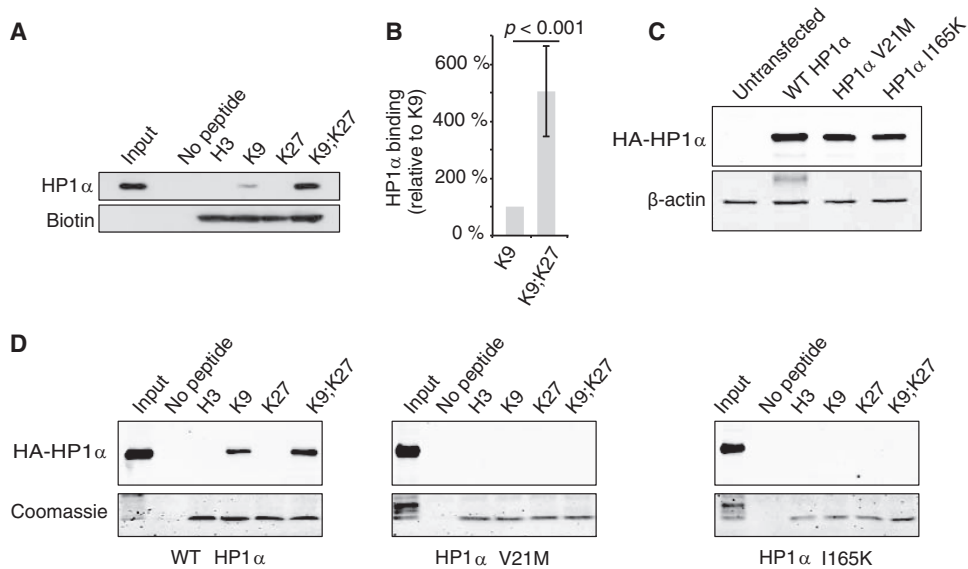 A
Input
No peptide
H3
K9
K27
K9;K27
HP1α
Biotin
B
p < 0.001
HP1α binding
(relative to K9)
600 %
400 %
200 %
0 %
K9
K9;K27
C
Untransfected
WT HP1α
HP1α V21M
HP1α I165K
HA-HP1α
β-actin
D
Input
No peptide
H3
K9
K27
K9;K27
HA-HP1α
Coomassie
WT HP1α
Input
No peptide
H3
K9
K27
K9;K27
HP1α V21M
Input
No peptide
H3
K9
K27
K9;K27
HP1α I165K